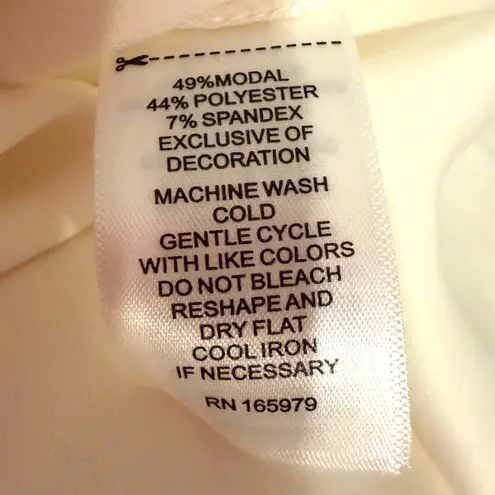 49%MODAL
44% POLYESTER
7% SPANDEX
EXCLUSIVE OF
DECORATION
MACHINE WASH
COLD
GENTLE CYCLE
WITH LIKE COLORS
DO NOT BLEACH
RESHAPE AND
DRY FLAT
COOL IRON
IF NECESSARY
RN 165979